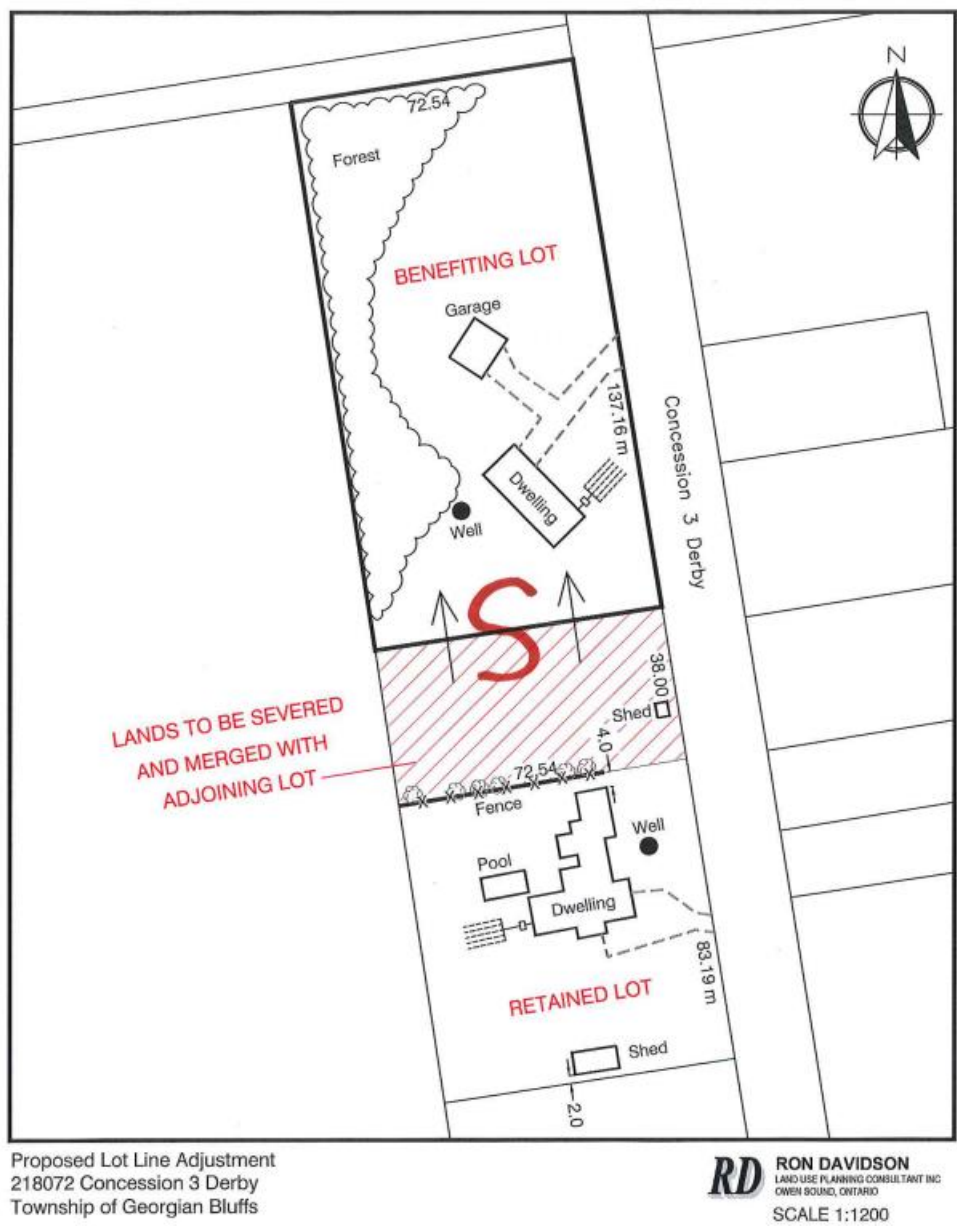 N
72.54
Forest
BENEFITING LOT
Garage
137.16 m
Concession 3 Derby
Dwelling
Well
S
38.00
Shed
LANDS TO BE SEVERED
AND MERGED WITH
ADJOINING LOT
4.0
72.54
Fence
Well
Pool
Dwelling
83.19 m
RETAINED LOT
Shed
2.0
Proposed Lot Line Adjustment
218072 Concession 3 Derby
Township of Georgian Bluffs
RD
RON DAVIDSON
LAND USE PLANNING CONSULTANT INC
OWEN SOUND, ONTARIO
SCALE 1:1200